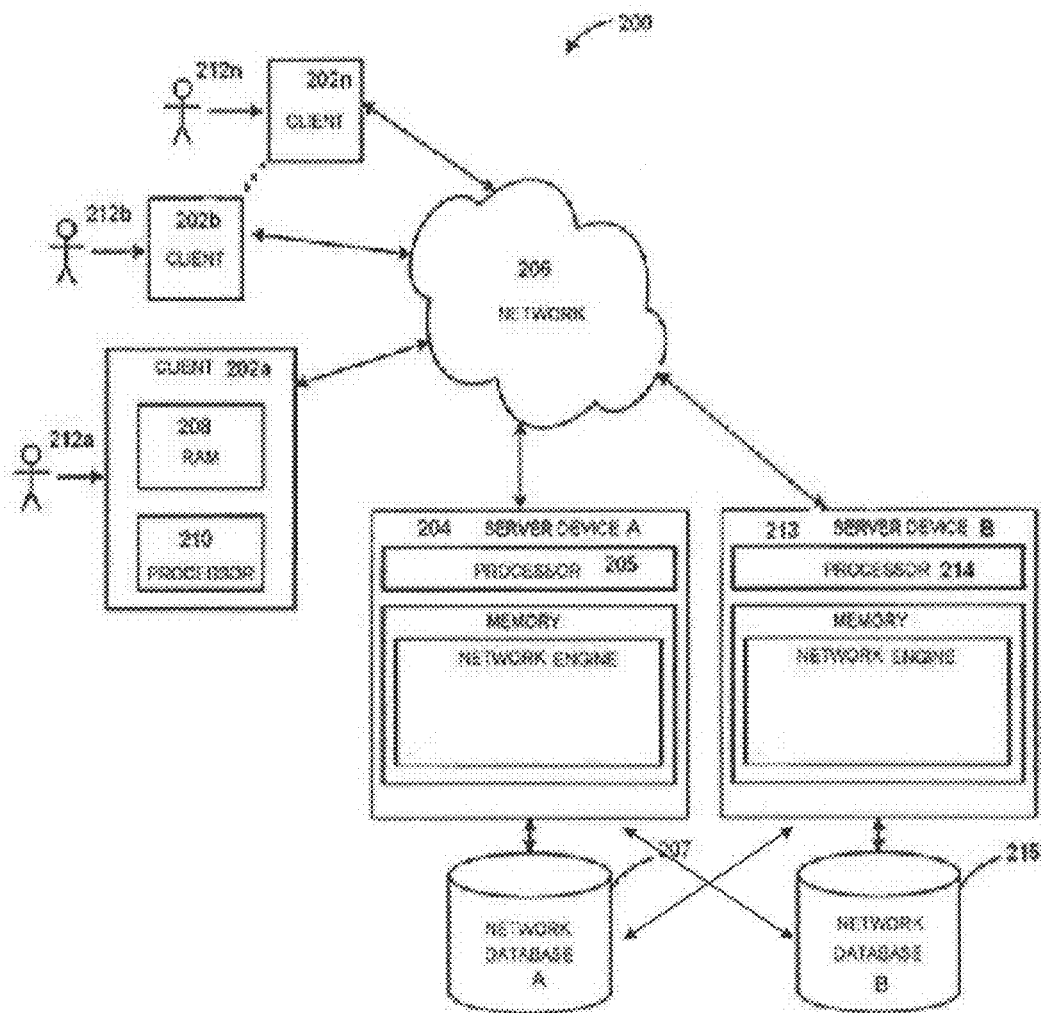 200
212n
202n
CLIENT
212b
202b
CLIENT
206
NETWORK
CLIENT 202a
212a
208
RAM
210
PROCESSOR
204 SERVER DEVICE A
PROCESSOR 205
MEMORY
NETWORK ENGINE
213 SERVER DEVICE B
PROCESSOR 214
MEMORY
NETWORK ENGINE
207
215
NETWORK
DATABASE
A
NETWORK
DATABASE
B